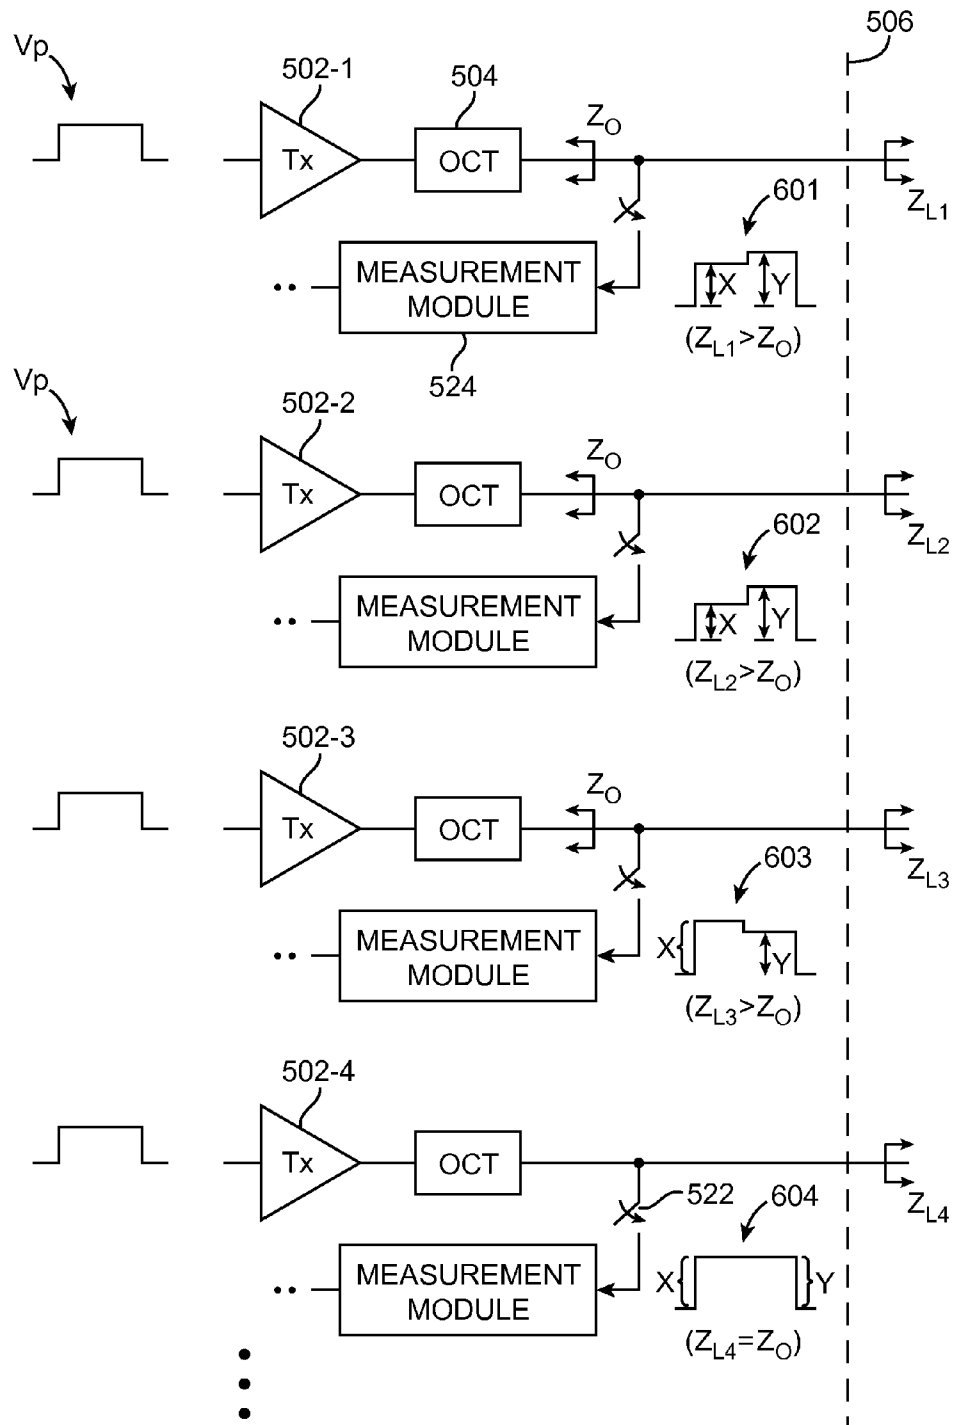 506
Vp
502-1
504
Tx
OCT
ZO
ZL1
601
MEASUREMENT
MODULE
X
Y
(ZL1>ZO)
524
Vp
502-2
Tx
OCT
ZO
ZL2
602
MEASUREMENT
MODULE
X
Y
(ZL2>ZO)
502-3
Tx
OCT
ZO
ZL3
603
MEASUREMENT
MODULE
X
Y
(ZL3>ZO)
502-4
Tx
OCT
ZL4
522
604
MEASUREMENT
MODULE
X
Y
(ZL4=ZO)